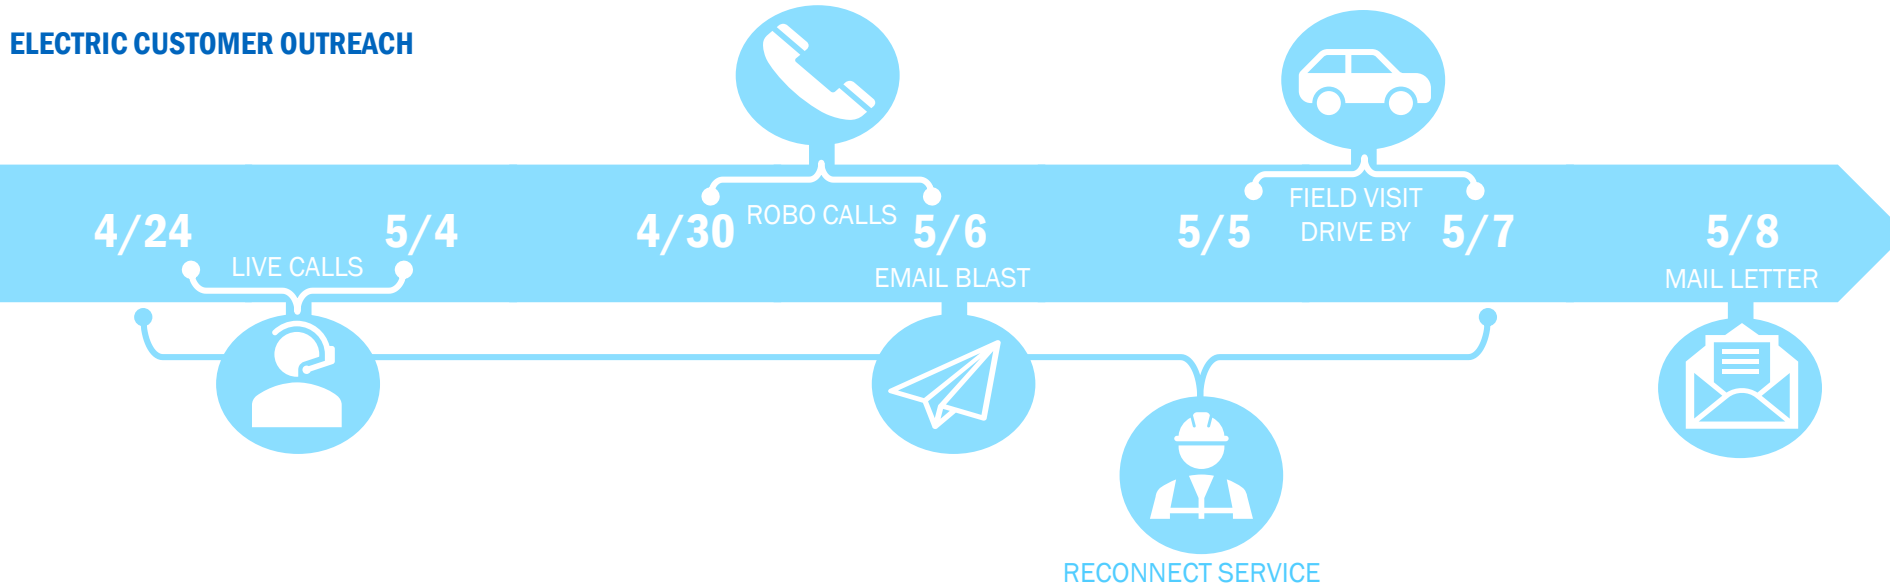 ELECTRIC CUSTOMER OUTREACH
4/24
LIVE CALLS
5/4
4/30
ROBO CALLS
5/6
EMAIL BLAST
5/5
FIELD VISIT
DRIVE BY
5/7
5/8
MAIL LETTER
RECONNECT SERVICE